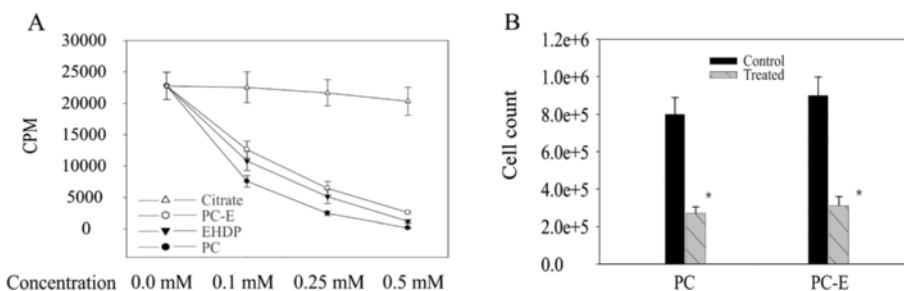 A
30000
25000
20000
15000
10000
5000
0
CPM
Citrate
PC-E
EHDP
PC
Concentration 0.0 mM 0.1 mM 0.25 mM 0.5 mM
B
1.2e+6
1.0e+6
8.0e+5
6.0e+5
4.0e+5
2.0e+5
0.0
Cell count
Control
Treated
*
*
PC PC-E